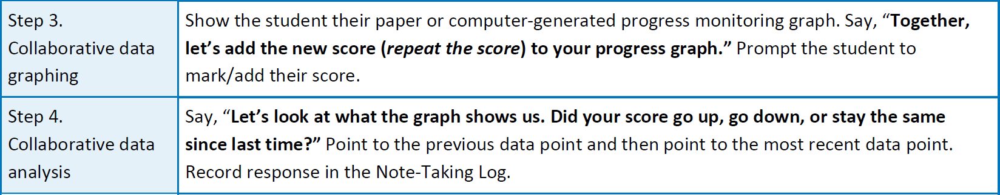 Step 3.
Collaborative data
graphing
Show the student their paper or computer-generated progress monitoring graph. Say, “Together,
let’s add the new score (repeat the score) to your progress graph.” Prompt the student to
mark/add their score.
Step 4.
Collaborative data
analysis
Say, “Let’s look at what the graph shows us. Did your score go up, go down, or stay the same
since last time?” Point to the previous data point and then point to the most recent data point.
Record response in the Note-Taking Log.